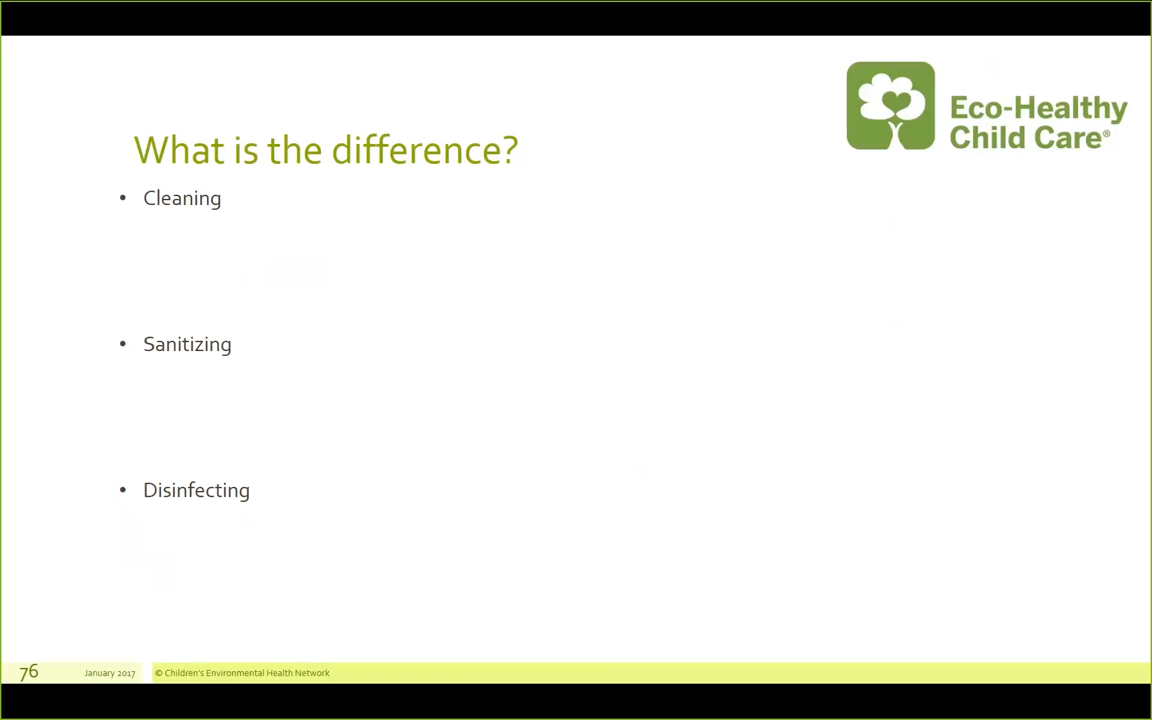 Eco-Healthy
Child Care®
What is the difference?
• Cleaning
• Sanitizing
• Disinfecting
76 January 2017 © Children's Environmental Health Network